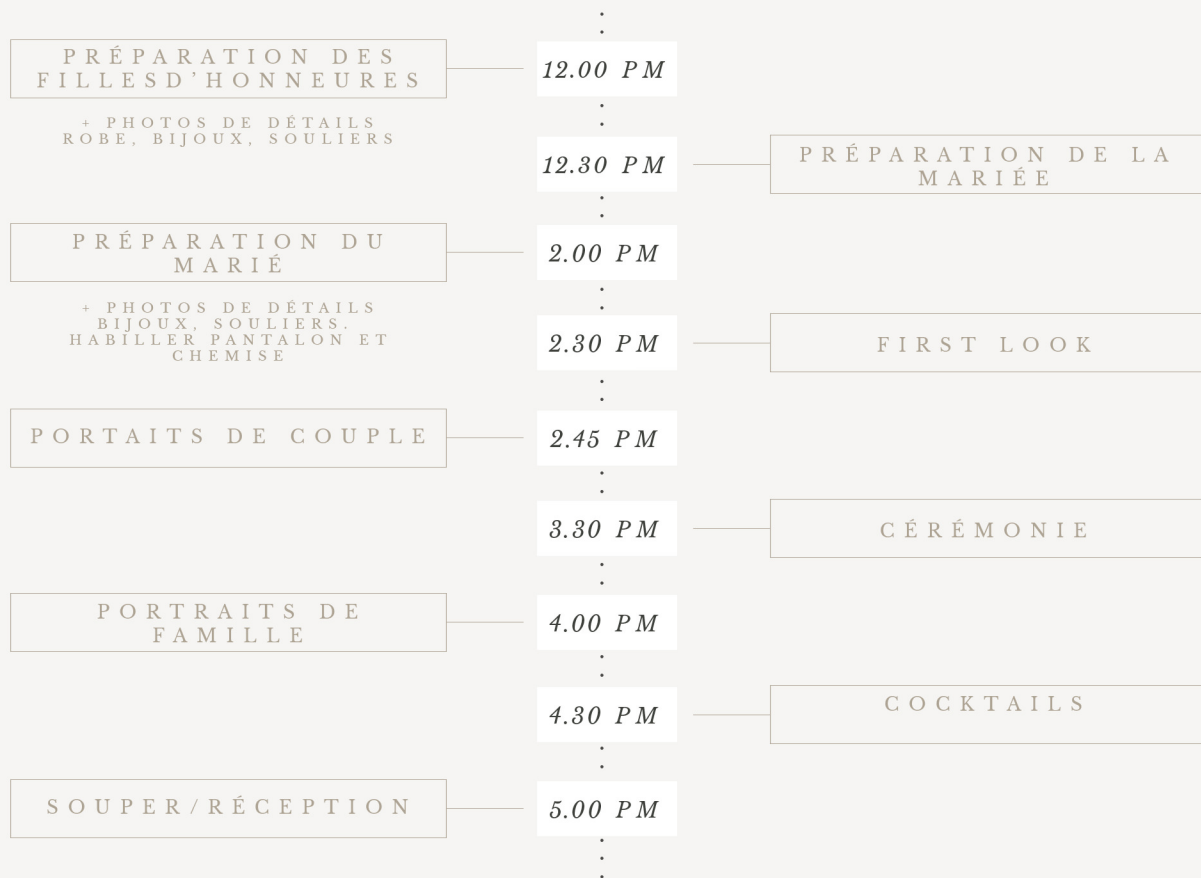 PRÉPARATION DES
FILLESD'HONNEURES
12.00 PM
+ PHOTOS DE DÉTAILS
ROBE, BIJOUX, SOULIERS
12.30 PM
PRÉPARATION DE LA
MARIÉE
PRÉPARATION DU
MARIÉ
2.00 PM
+ PHOTOS DE DÉTAILS
BIJOUX, SOULIERS.
HABILLER PANTALON ET
CHEMISE
2.30 PM
FIRST LOOK
PORTAITS DE COUPLE
2.45 PM
3.30 PM
CÉRÉMONIE
PORTRAITS DE
FAMILLE
4.00 PM
4.30 PM
COCKTAILS
SOUPER/RÉCEPTION
5.00 PM